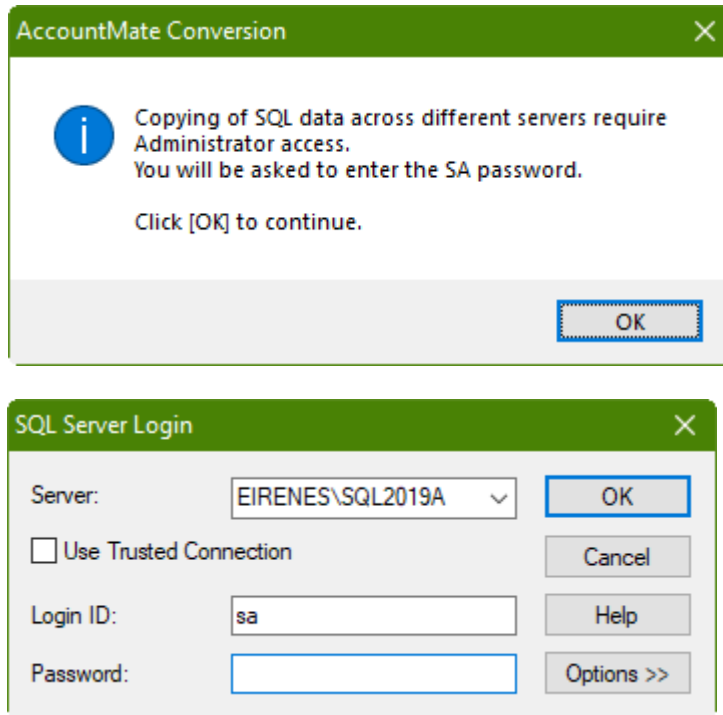 AccountMate Conversion
Copying of SQL data across different servers require
Administrator access.
You will be asked to enter the SA password.
Click [OK] to continue.
OK
SQL Server Login
Server: EIRENES\SQL2019A OK
Use Trusted Connection Cancel
Login ID: sa Help
Password: Options >>